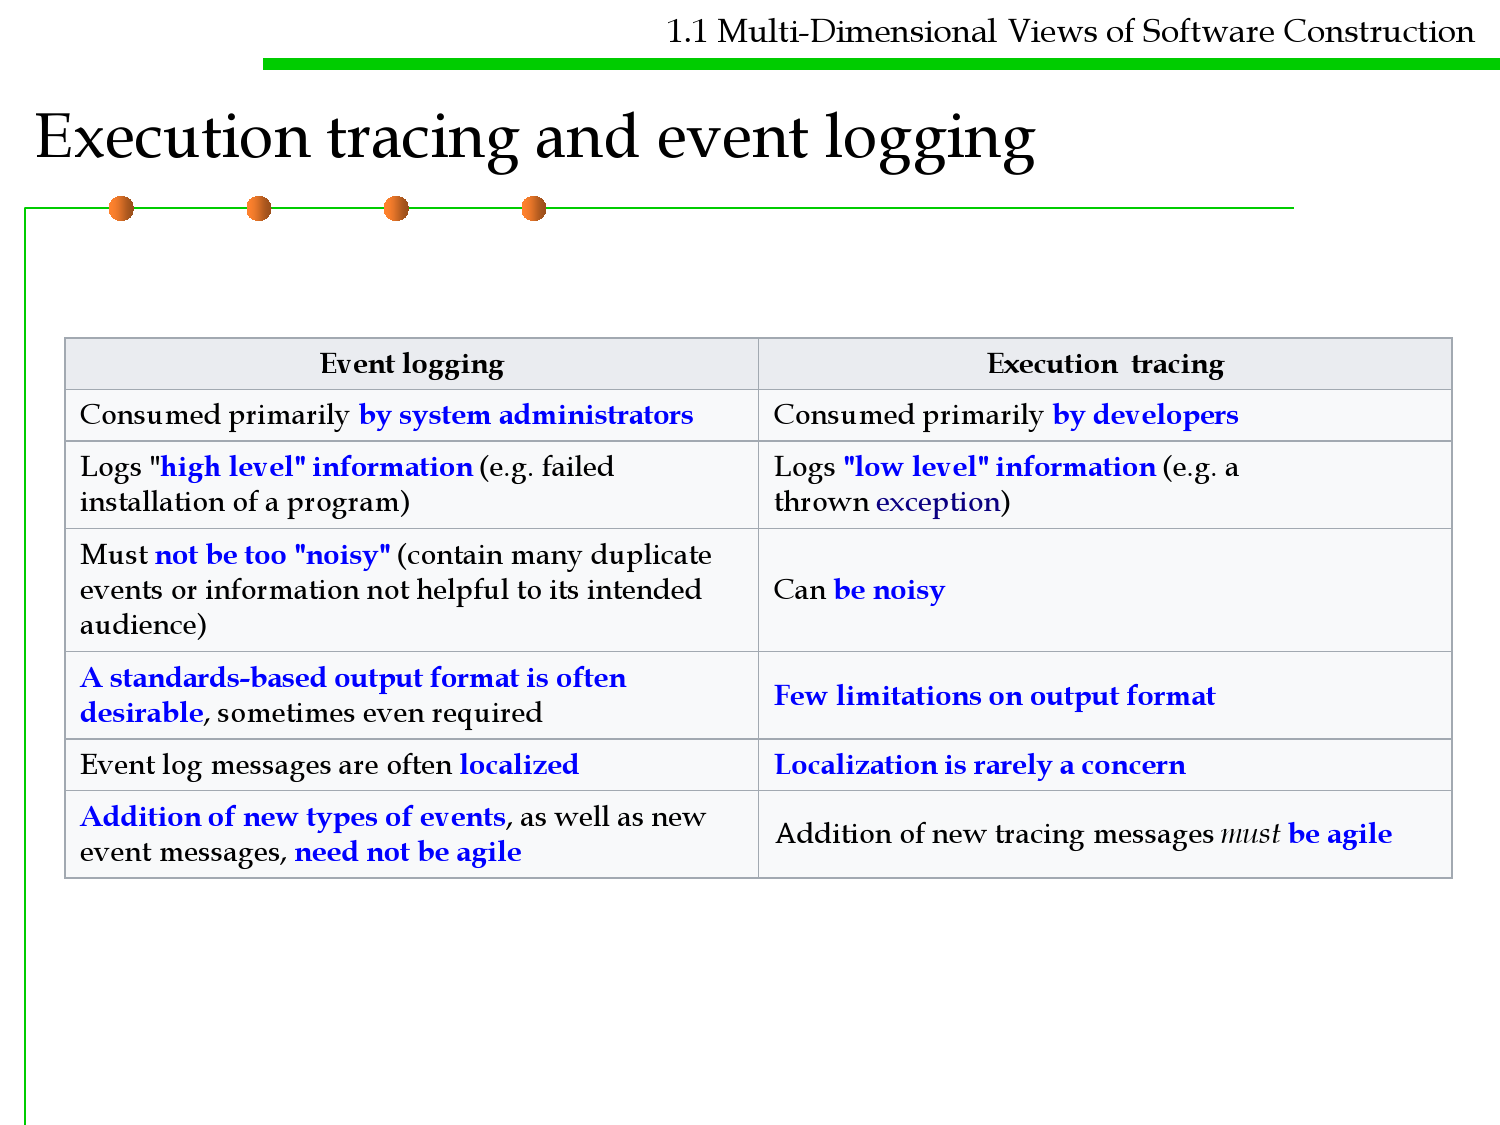 1.1 Multi-Dimensional Views of Software Construction
Execution tracing and event logging
Event logging
Execution tracing
Consumed primarily by system administrators
Consumed primarily by developers
Logs "high level" information (e.g. failed
installation of a program)
Logs "low level" information (e.g. a
thrown exception)
Must not be too "noisy" (contain many duplicate
events or information not helpful to its intended
audience)
Can be noisy
A standards-based output format is often
desirable, sometimes even required
Few limitations on output format
Event log messages are often localized
Localization is rarely a concern
Addition of new types of events, as well as new
event messages, need not be agile
Addition of new tracing messages must be agile